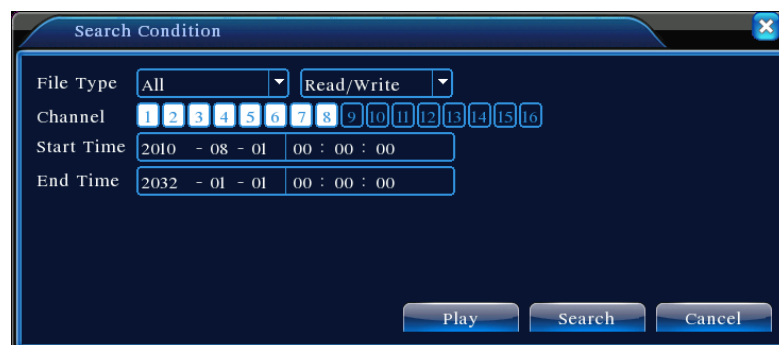 Search Condition
File Type All Read/Write
Channel 1 2 3 4 5 6 7 8 9 10 11 12 13 14 15 16
Start Time 2010 - 08 - 01 00 : 00 : 00
End Time 2032 - 01 - 01 00 : 00 : 00
Play Search Cancel